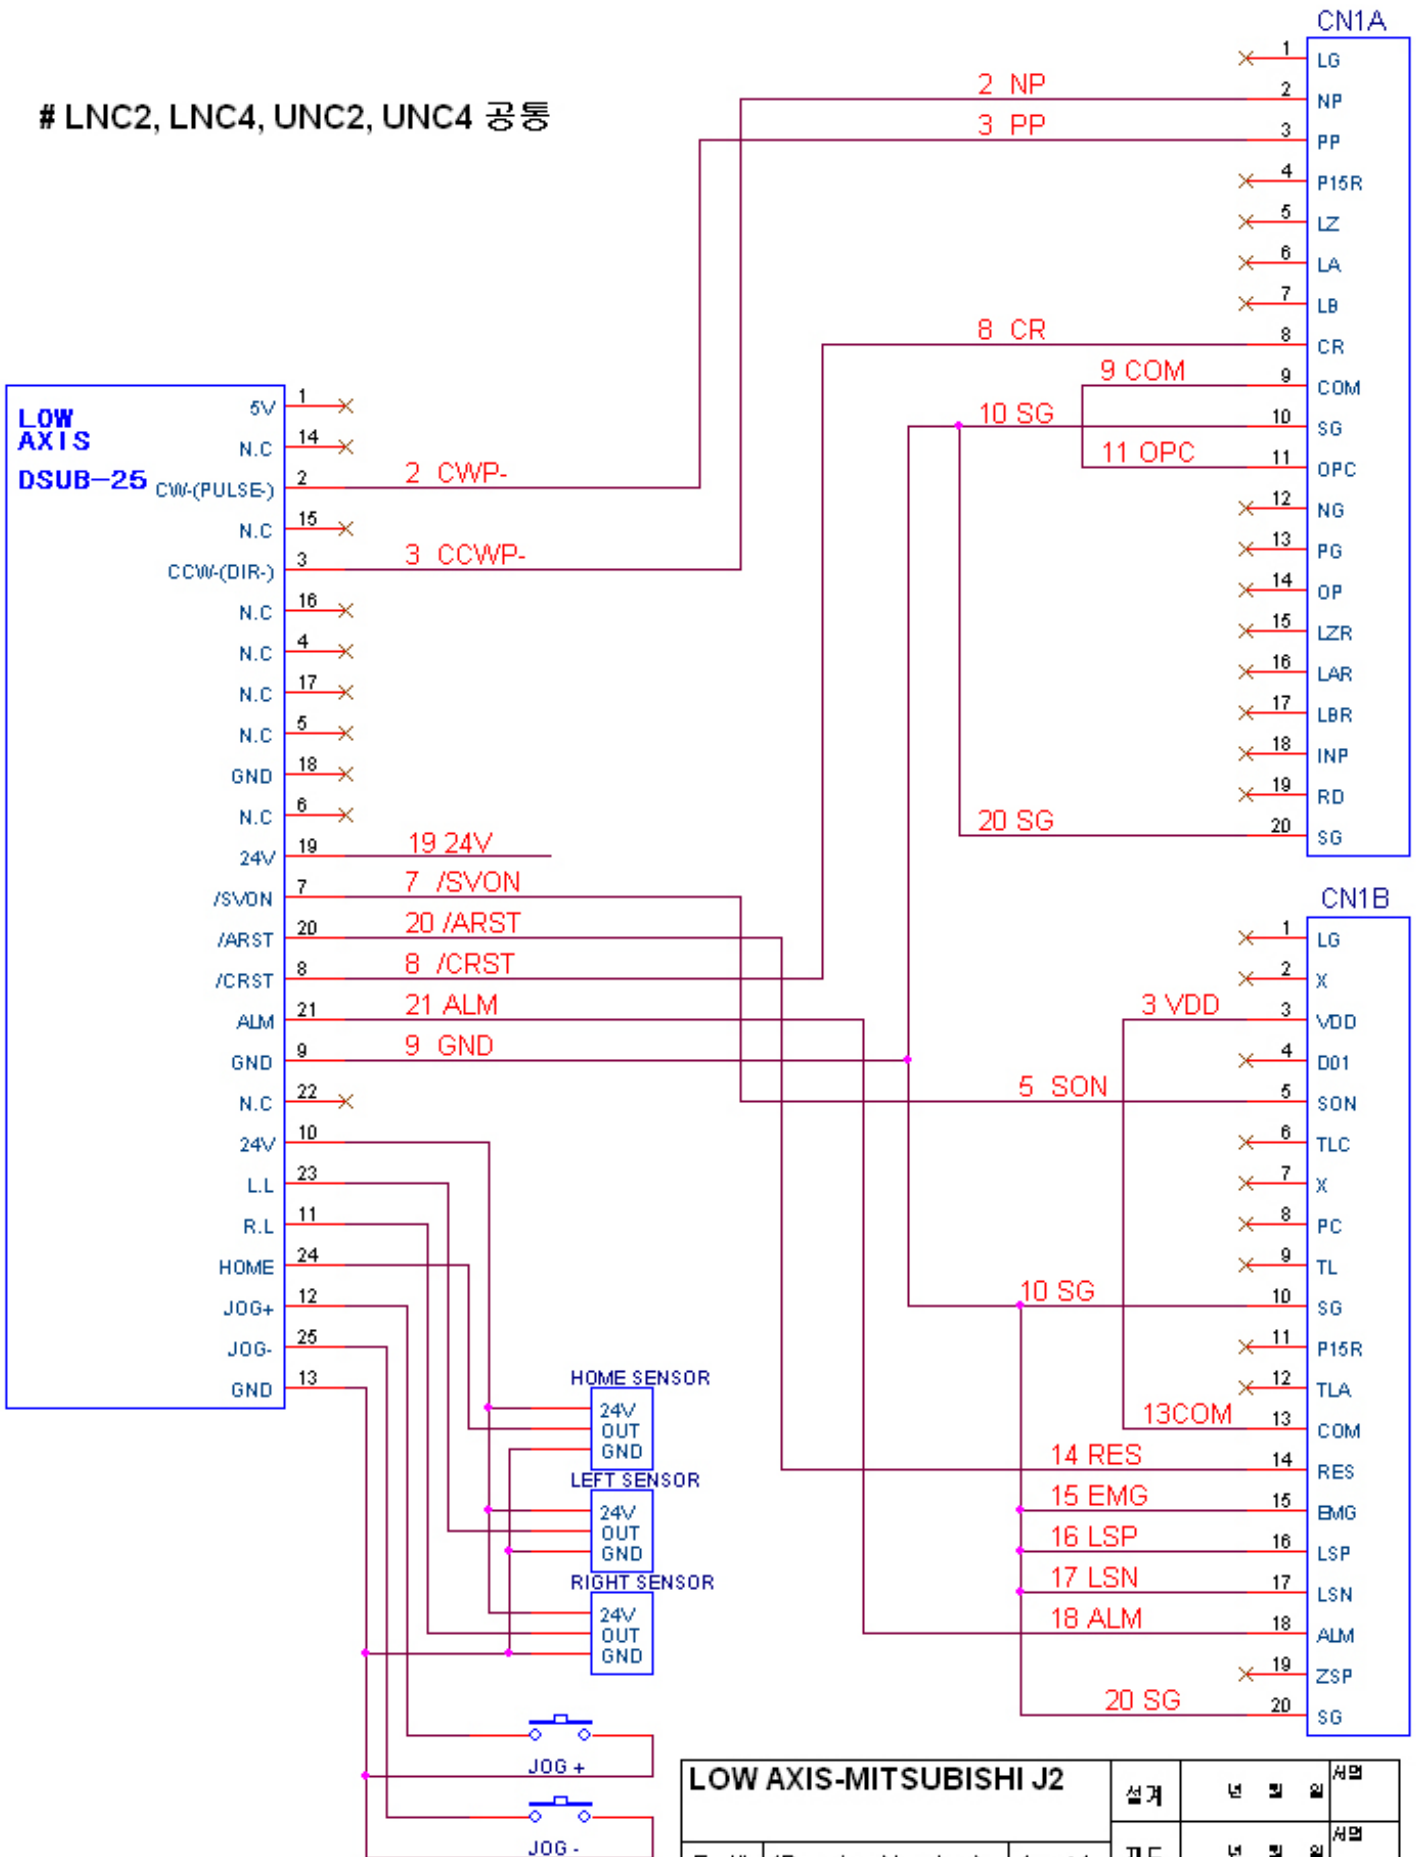 # LNC2, LNC4, UNC2, UNC4 공통
LOW
AXIS
DSUB-25
5V 1
N.C 14
CW-(PULSE-) 2 2 CWP-
N.C 15
CCW-(DIR-) 3 3 CCWP-
N.C 16
N.C 4
N.C 17
N.C 5
GND 18
N.C 6
24V 19 19 24V
/SVON 7 7 /SVON
/ARST 20 20 /ARST
/CRST 8 8 /CRST
ALM 21 21 ALM
GND 9 9 GND
N.C 22
24V 10
L.L 23
R.L 11
HOME 24
JOG+ 12
JOG- 25
GND 13
CN1A
1 LG
2 NP 2 NP
3 PP 3 PP
4 P15R
5 LZ
6 LA
7 LB
8 CR 8 CR
9 COM 9 COM
10 SG 10 SG
11 OPC 11 OPC
12 NG
13 PG
14 OP
15 LZR
16 LAR
17 LBR
18 INP
19 RD
20 SG 20 SG
CN1B
1 LG
2 X
3 VDD 3 VDD
4 D01
5 SON 5 SON
6 TLC
7 X
8 PC
9 TL
10 SG 10 SG
11 P15R
12 TLA
13COM 13 COM
14 RES 14 RES
15 EMG 15 EMG
16 LSP 16 LSP
17 LSN 17 LSN
18 ALM 18 ALM
19 ZSP
20 SG 20 SG
HOME SENSOR
24V
OUT
GND
LEFT SENSOR
24V
OUT
GND
RIGHT SENSOR
24V
OUT
GND
JOG +
JOG -
LOW AXIS-MITSUBISHI J2
설계 년 월 일 서명
년 월 일 서명